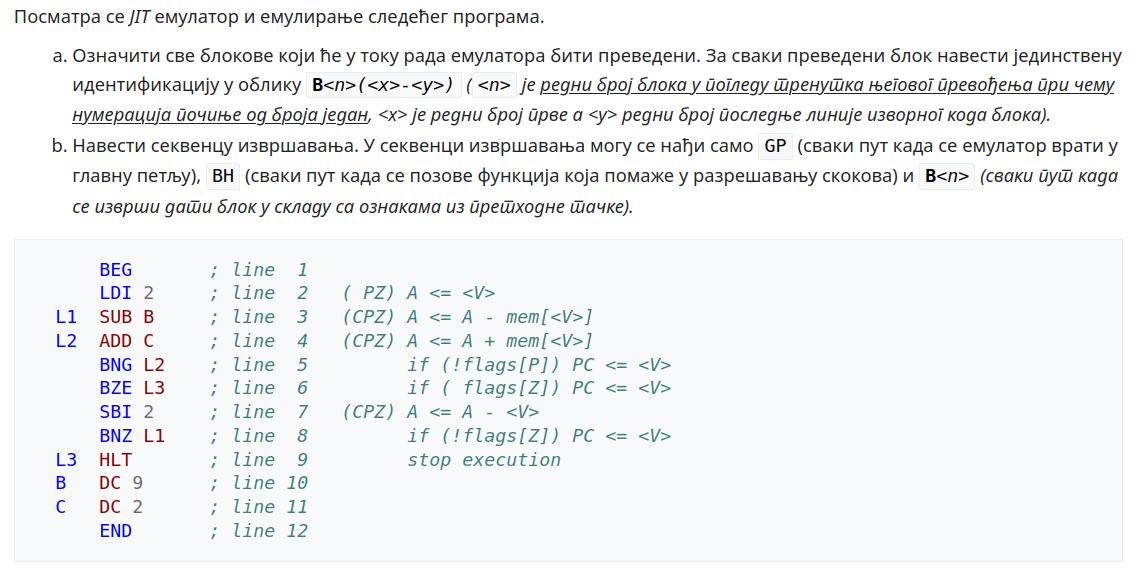 Посматра се JIT емулатор и емулирање следећег програма.
a. Означити све блокове који ће у току рада емулатора бити преведени. За сваки преведени блок навести јединствену
идентификацију у облику B<n>(<x>-<y>) ( <n> је редни број блока у погледу тренутка његовог превођења при чему
нумерација почиње од броја један, <x> је редни број прве а <y> редни број последње линије изворног кода блока).
b. Навести секвенцу извршавања. У секвенци извршавања могу се наћи само GP (сваки пут када се емулатор врати у
главну петљу), BH (сваки пут када се позове функција која помаже у разрешавању скокова) и B<n> (сваки пут када
се изврши дати блок у складу са ознакама из претходне тачке).
BEG ; line 1
LDI 2 ; line 2 ( PZ) A <= <V>
L1 SUB B ; line 3 (CPZ) A <= A - mem[<V>]
L2 ADD C ; line 4 (CPZ) A <= A + mem[<V>]
BNG L2 ; line 5 if (!flags[P]) PC <= <V>
BZE L3 ; line 6 if ( flags[Z]) PC <= <V>
SBI 2 ; line 7 (CPZ) A <= A - <V>
BNZ L1 ; line 8 if (!flags[Z]) PC <= <V>
L3 HLT ; line 9 stop execution
B DC 9 ; line 10
C DC 2 ; line 11
END ; line 12